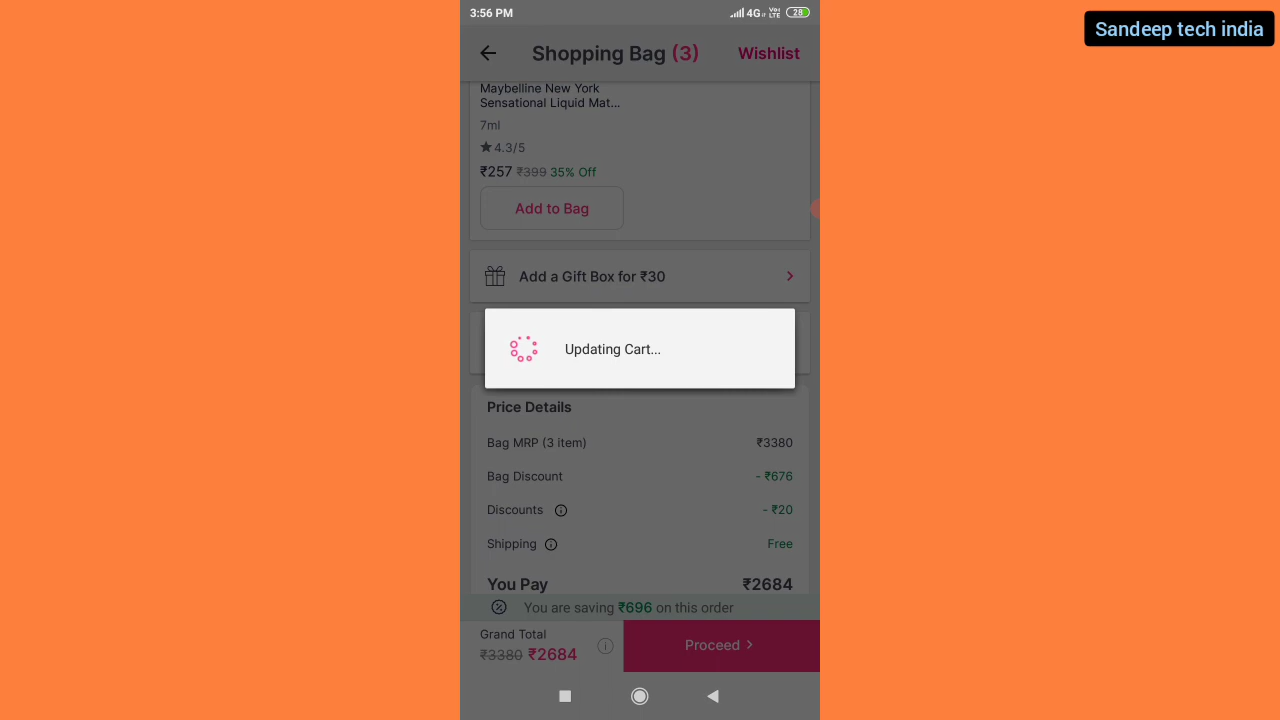 Sandeep tech india
3:56 PM 4G Vo) LTE 28
Shopping Bag (3) Wishlist
Maybelline New York
Sensational Liquid Mat...
7ml
4.3/5
₹257 ₹399 35% Off
Add to Bag
Add a Gift Box for ₹30
Updating Cart...
Price Details
Bag MRP (3 item) ₹3380
Bag Discount - ₹676
Discounts - ₹20
Shipping Free
You Pay ₹2684
You are saving ₹696 on this order
Grand Total
₹3380 ₹2684
Proceed